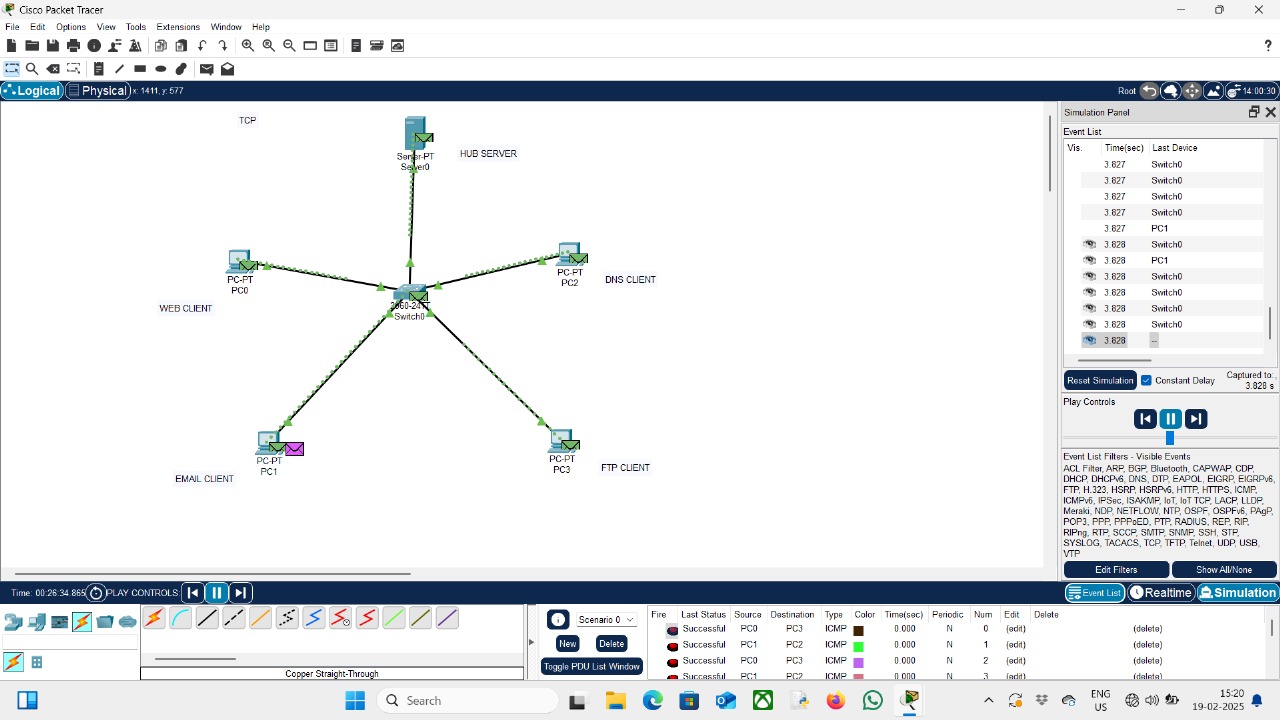 Cisco Packet Tracer
File Edit Options View Tools Extensions Window Help
?
Logical Physical x: 1411, y: 577 Root 14:00:30
TCP
Server-PT
Server0
HUB SERVER
PC-PT
PC0
WEB CLIENT
PC-PT
PC2
DNS CLIENT
Switch0
PC-PT
PC1
EMAIL CLIENT
PC-PT
PC3
FTP CLIENT
Simulation Panel
Event List
Vis. Time(sec) Last Device
3.827 Switch0
3.827 Switch0
3.827 Switch0
3.827 Switch0
3.827 PC1
3.828 Switch0
3.828 PC1
3.828 Switch0
3.828 Switch0
3.828 Switch0
3.828 Switch0
3.828 --
Reset Simulation Constant Delay Captured to:
3.828 s
Play Controls
Event List Filters - Visible Events
ACL Filter, ARP, BGP, Bluetooth, CAPWAP, CDP,
DHCP, DHCPv6, DNS, DTP, EAPOL, EIGRP, EIGRPv6,
FTP, H.323, HSRP, HSRPv6, HTTP, HTTPS, ICMP,
ICMPv6, IPSec, ISAKMP, IoT, IoT TCP, LACP, LLDP,
Meraki, NDP, NETFLOW, NTP, OSPF, OSPFv6, PAgP,
POP3, PPP, PPPoED, PTP, RADIUS, REP, RIP,
RIPng, RTP, SCCP, SMTP, SNMP, SSH, STP,
SYSLOG, TACACS, TCP, TFTP, Telnet, UDP, USB,
VTP
Edit Filters Show All/None
Time: 00:26:34.865 PLAY CONTROLS: Event List Realtime Simulation
Scenario 0
New Delete
Toggle PDU List Window
Copper Straight-Through
Fire Last Status Source Destination Type Color Time(sec) Periodic Num Edit Delete
Successful PC0 PC3 ICMP 0.000 N 0 (edit) (delete)
Successful PC1 PC2 ICMP 0.000 N 1 (edit) (delete)
Successful PC0 PC3 ICMP 0.000 N 2 (edit) (delete)
Successful PC1 PC2 ICMP 0.000 N 3 (edit) (delete)
Search
ENG
US
15:20
19-02-2025